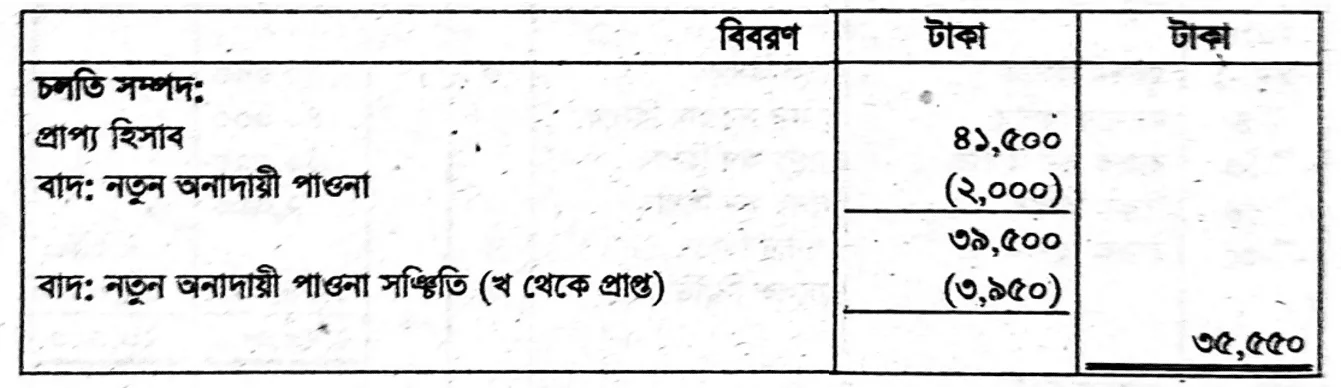 বিবরণ টাকা টাকা
চলতি সম্পদ:
প্রাপ্য হিসাব ৪১,৫০০
বাদ: নতুন অনাদায়ী পাওনা (২,০০০)
৩৯,৫০০
বাদ: নতুন অনাদায়ী পাওনা সঞ্চিতি (খ থেকে প্রাপ্ত) (৩,৯৫০)
৩৫,৫৫০